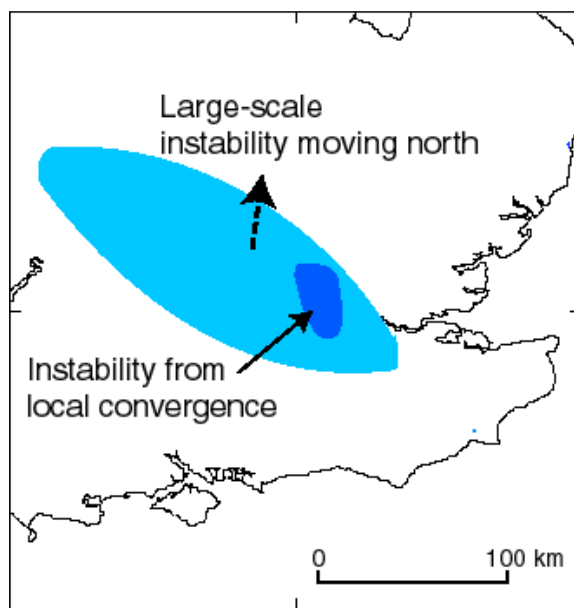 Large-scale
instability moving north
Instability from
local convergence
0 100 km